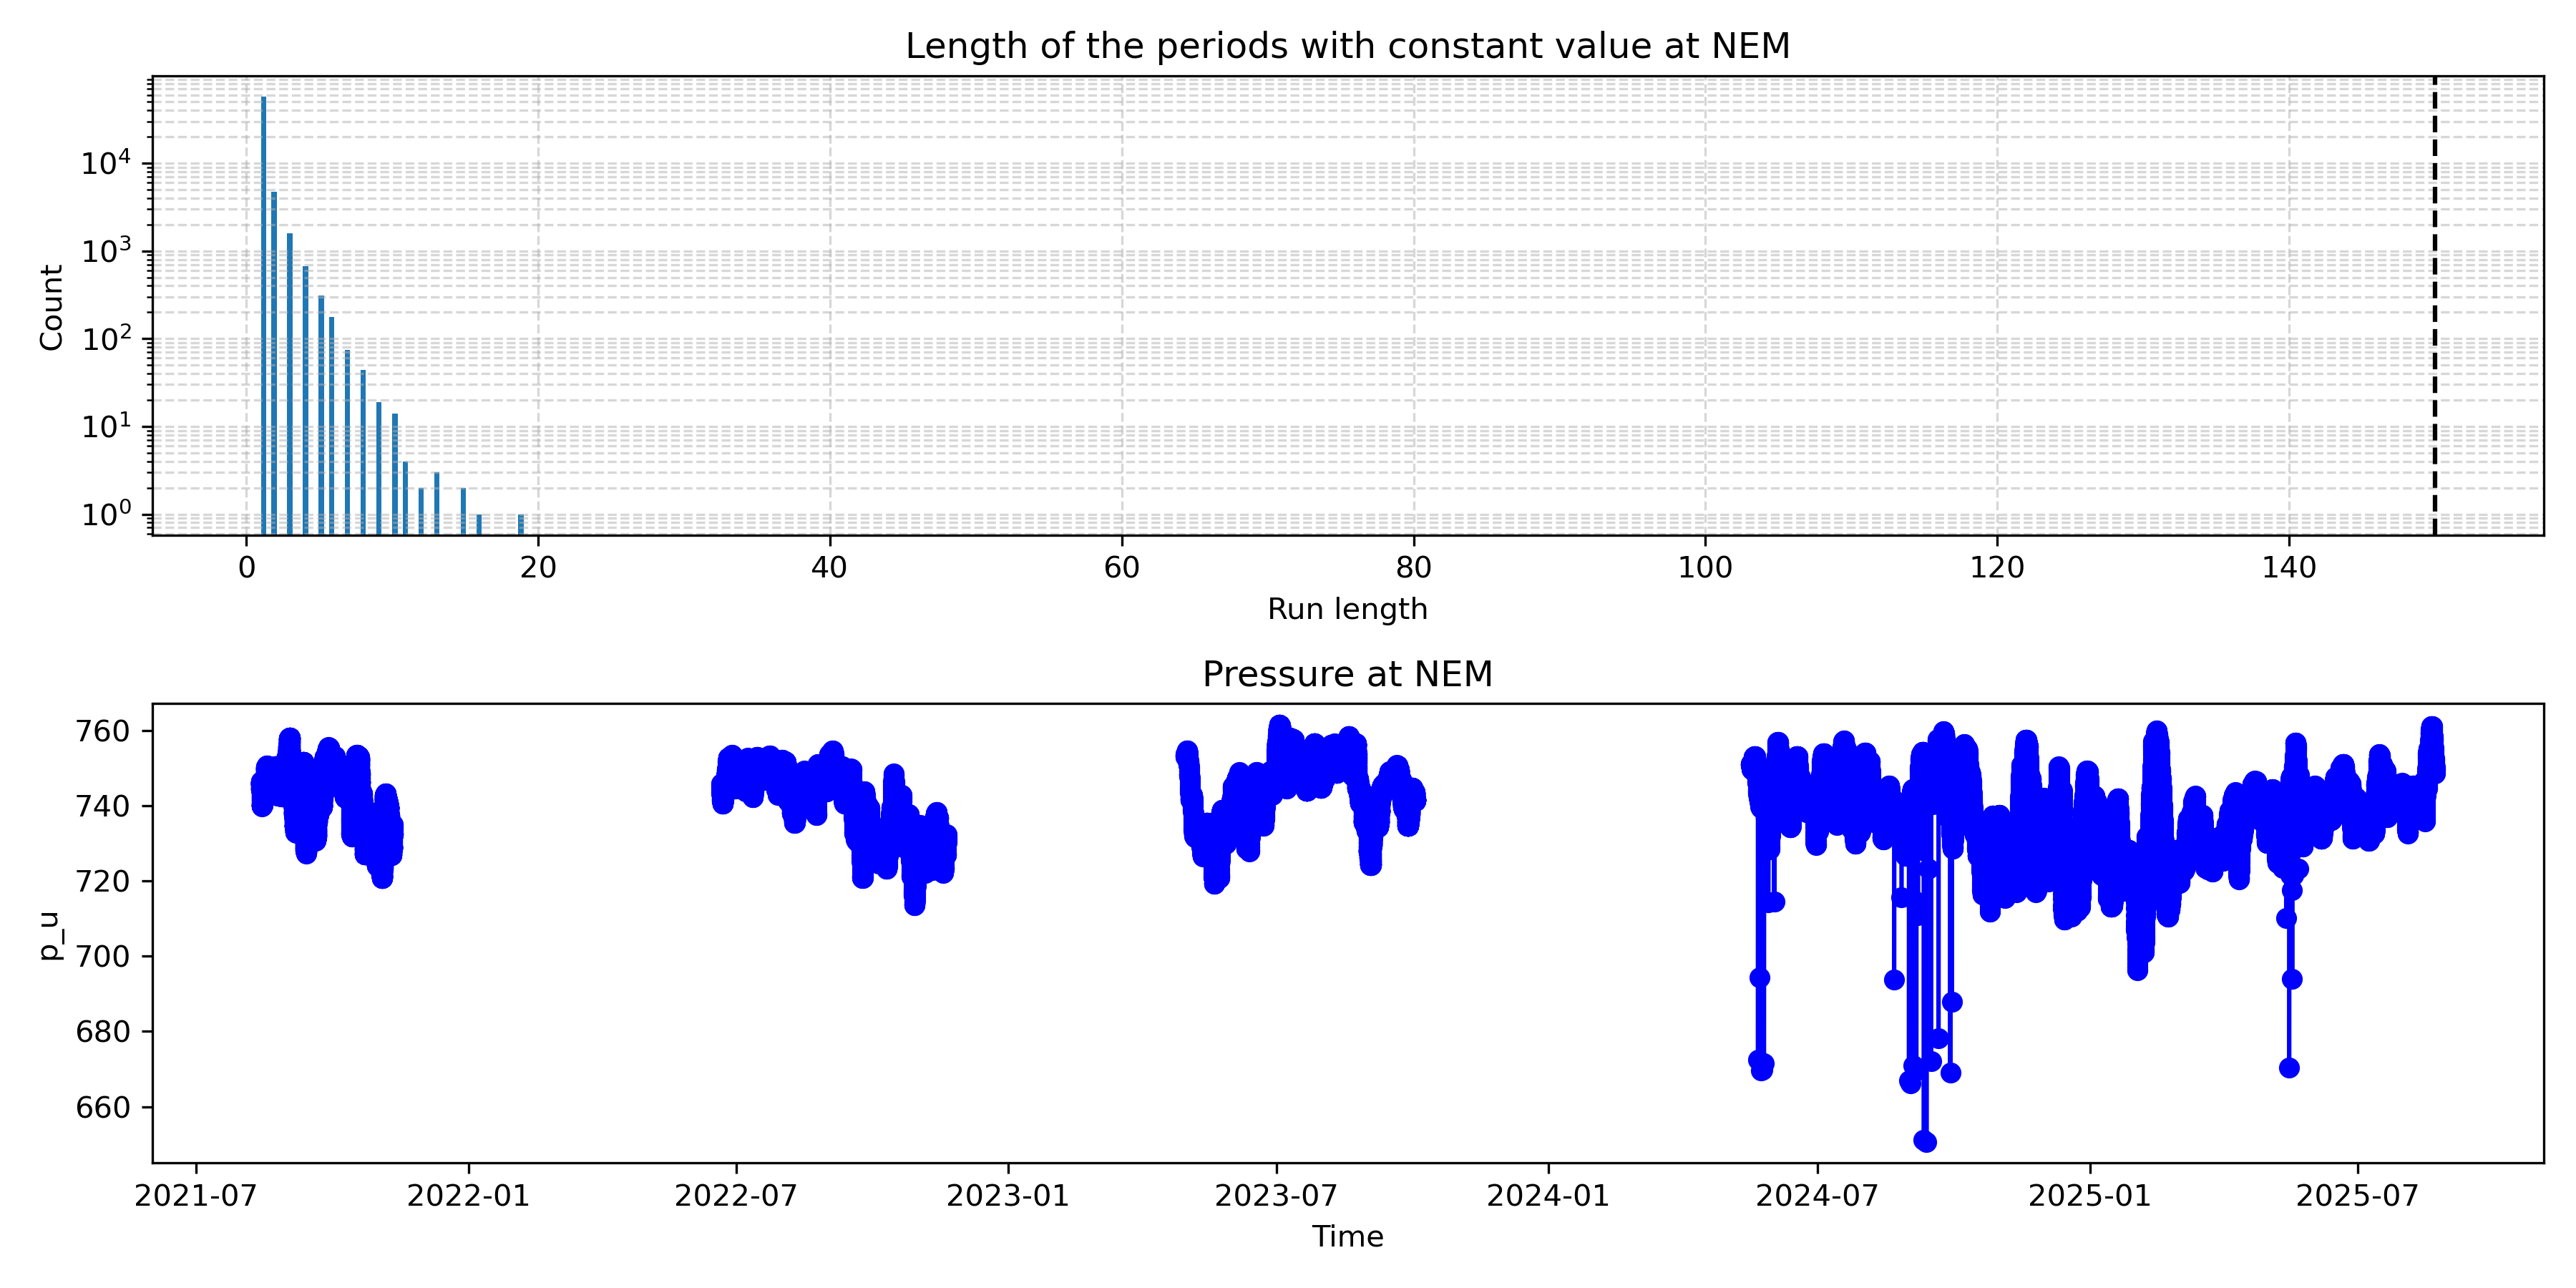 Length of the periods with constant value at NEM
Count
10^4
10^3
10^2
10^1
10^0
0 20 40 60 80 100 120 140
Run length
Pressure at NEM
p_u
760
740
720
700
680
660
2021-07 2022-01 2022-07 2023-01 2023-07 2024-01 2024-07 2025-01 2025-07
Time